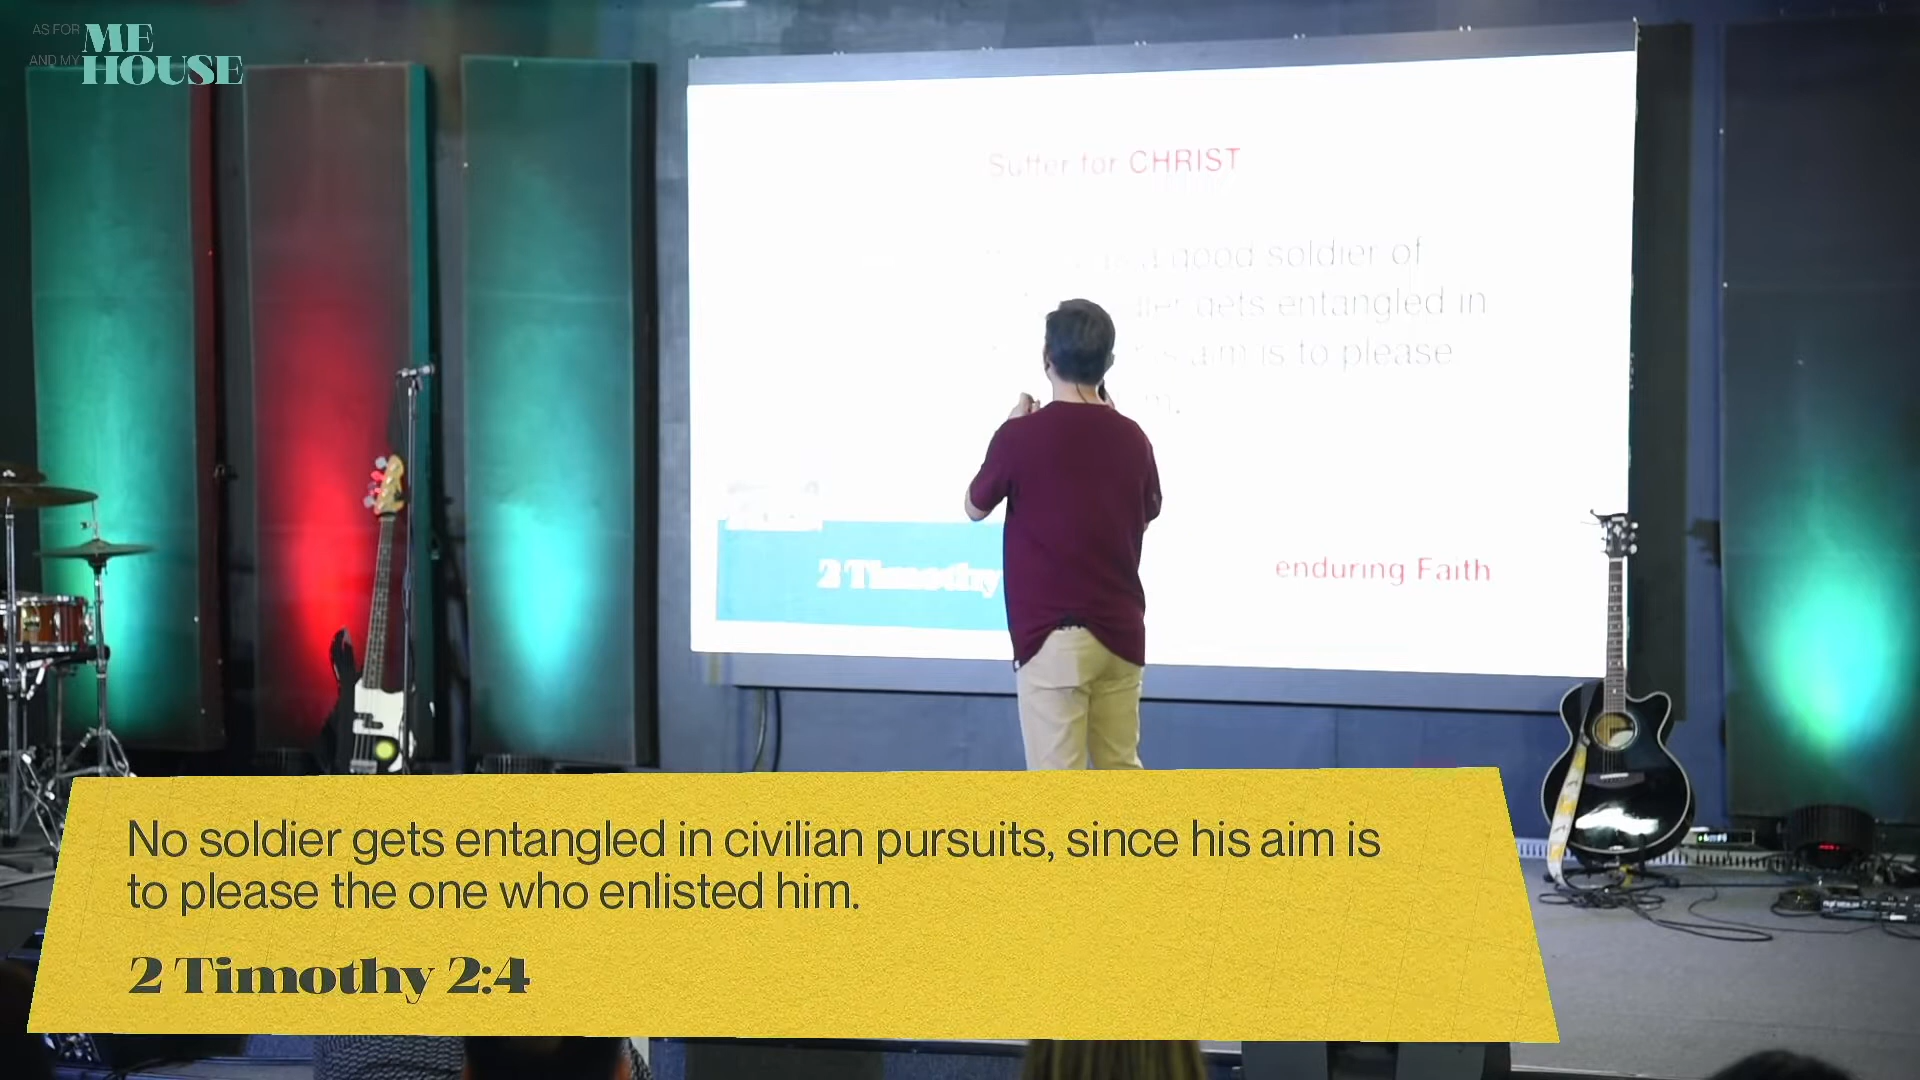 AS FOR ME
AND MY HOUSE
Suffer for CHRIST
a good soldier of
gets entangled in
his aim is to please
2 Timothy
enduring Faith
No soldier gets entangled in civilian pursuits, since his aim is
to please the one who enlisted him.
2 Timothy 2:4